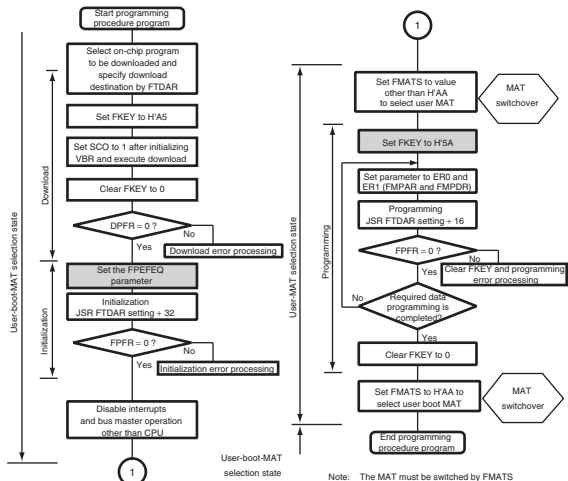 Start programming
procedure program
Select on-chip program
to be downloaded and
specify download
destination by FTDAR
Set FKEY to H'A5
Set SCO to 1 after initializing
VBR and execute download
Clear FKEY to 0
DPFR = 0 ?
No
Yes
Download error processing
Set the FPEFEQ
parameter
Initialization
JSR FTDAR setting + 32
FPFR = 0 ?
No
Yes
Initialization error processing
Disable interrupts
and bus master operation
other than CPU
1
User-boot-MAT selection state
Download
Initialization
1
Set FMATS to value
other than H'AA
to select user MAT
MAT
switchover
Set FKEY to H'5A
Set parameter to ER0 and
ER1 (FMPAR and FMPDR)
Programming
JSR FTDAR setting + 16
FPFR = 0 ?
No
Yes
Clear FKEY and programming
error processing
Required data
programming is
completed?
No
Yes
Clear FKEY to 0
Set FMATS to H'AA to
select user boot MAT
MAT
switchover
End programming
procedure program
User-MAT selection state
Programming
User-boot-MAT
selection state
Note: The MAT must be switched by FMATS